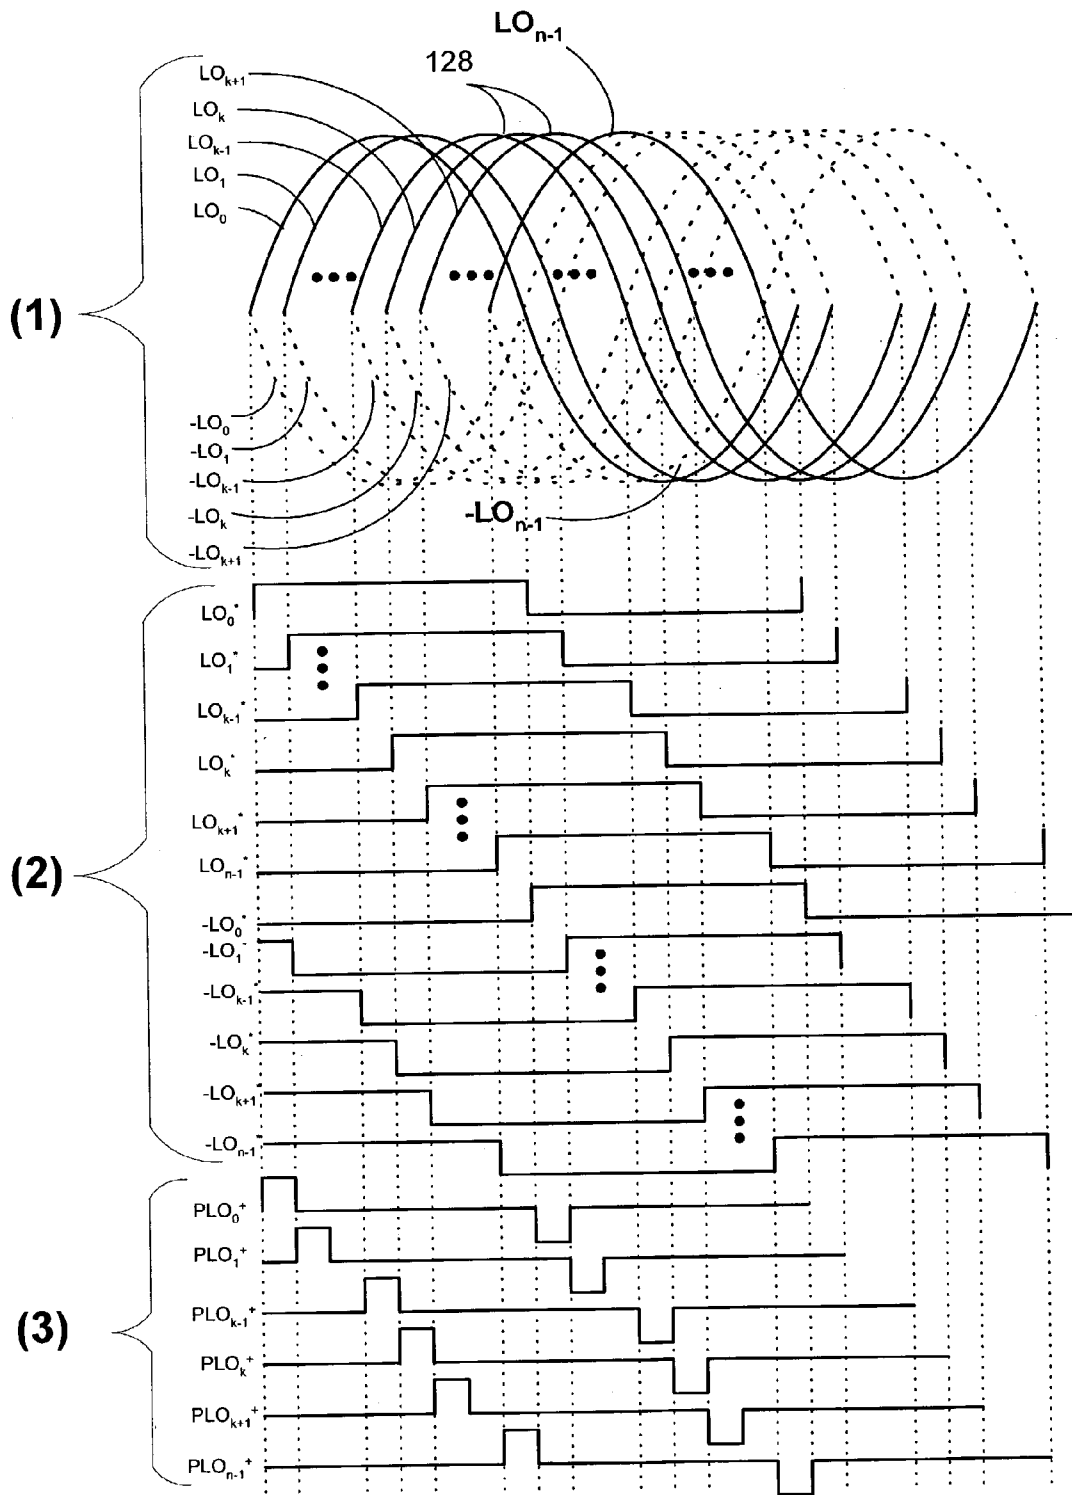 LOn-1
128
LOk+1
LOk
LOk-1
LO1
LO0
(1)
-LO0
-LO1
-LOk-1
-LOk
-LOk+1
-LOn-1
(2)
LO0*
LO1*
LOk-1*
LOk*
LOk+1*
LOn-1*
-LO0*
-LO1*
-LOk-1*
-LOk*
-LOk+1*
-LOn-1*
(3)
PLO0+
PLO1+
PLOk-1+
PLOk+
PLOk+1+
PLOn-1+